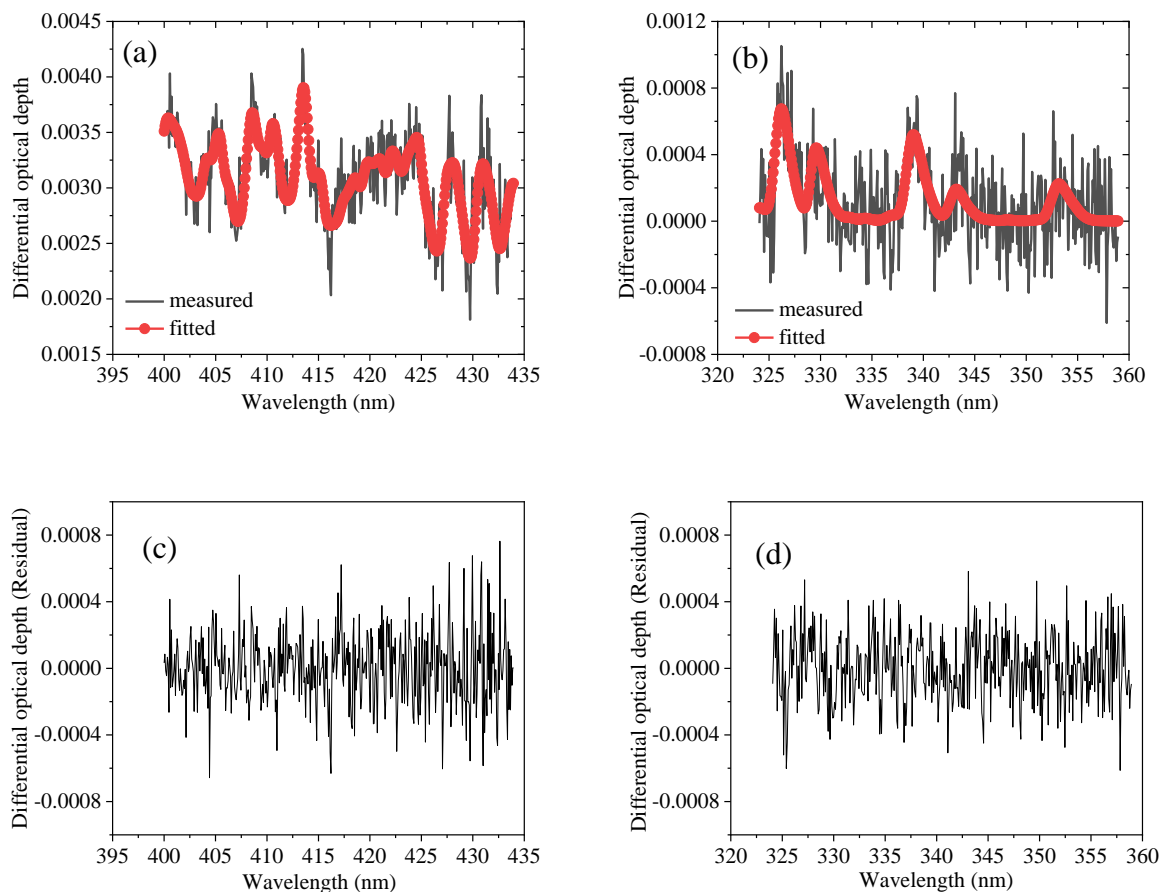 (a)
Differential optical depth
0.0045
0.0040
0.0035
0.0030
0.0025
0.0020
0.0015
measured
fitted
395 400 405 410 415 420 425 430 435
Wavelength (nm)
(b)
Differential optical depth
0.0012
0.0008
0.0004
0.0000
-0.0004
-0.0008
measured
fitted
320 325 330 335 340 345 350 355 360
Wavelength (nm)
(c)
Differential optical depth (Residual)
0.0008
0.0004
0.0000
-0.0004
-0.0008
395 400 405 410 415 420 425 430 435
Wavelength (nm)
(d)
Differential optical depth (Residual)
0.0008
0.0004
0.0000
-0.0004
-0.0008
320 325 330 335 340 345 350 355 360
Wavelength (nm)